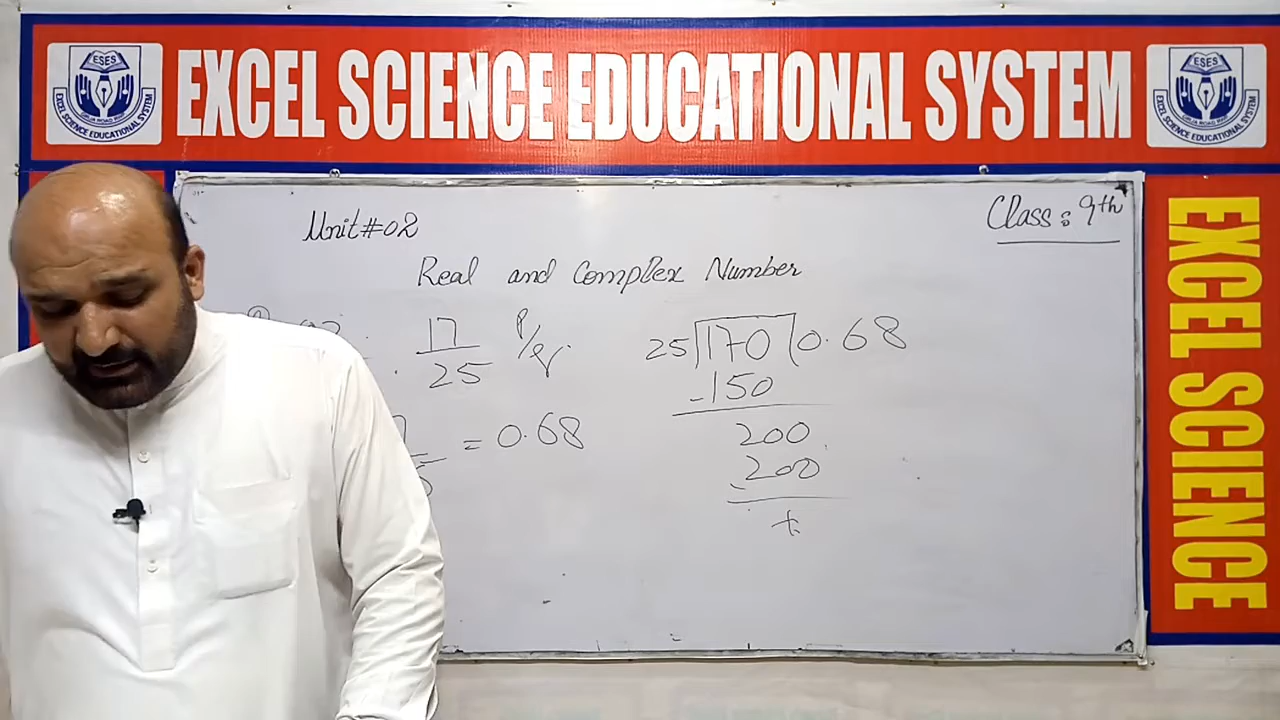 EXCEL SCIENCE EDUCATIONAL SYSTEM
ESES
EXCEL SCIENCE EDUCATIONAL SYSTEM
ESES
EXCEL SCIENCE EDUCATIONAL SYSTEM
EXCEL SCIENCE
Unit#02
Class : 9th
Real and Complex Number
17
25
= 0.68
25 170 0.68
-150
200
200